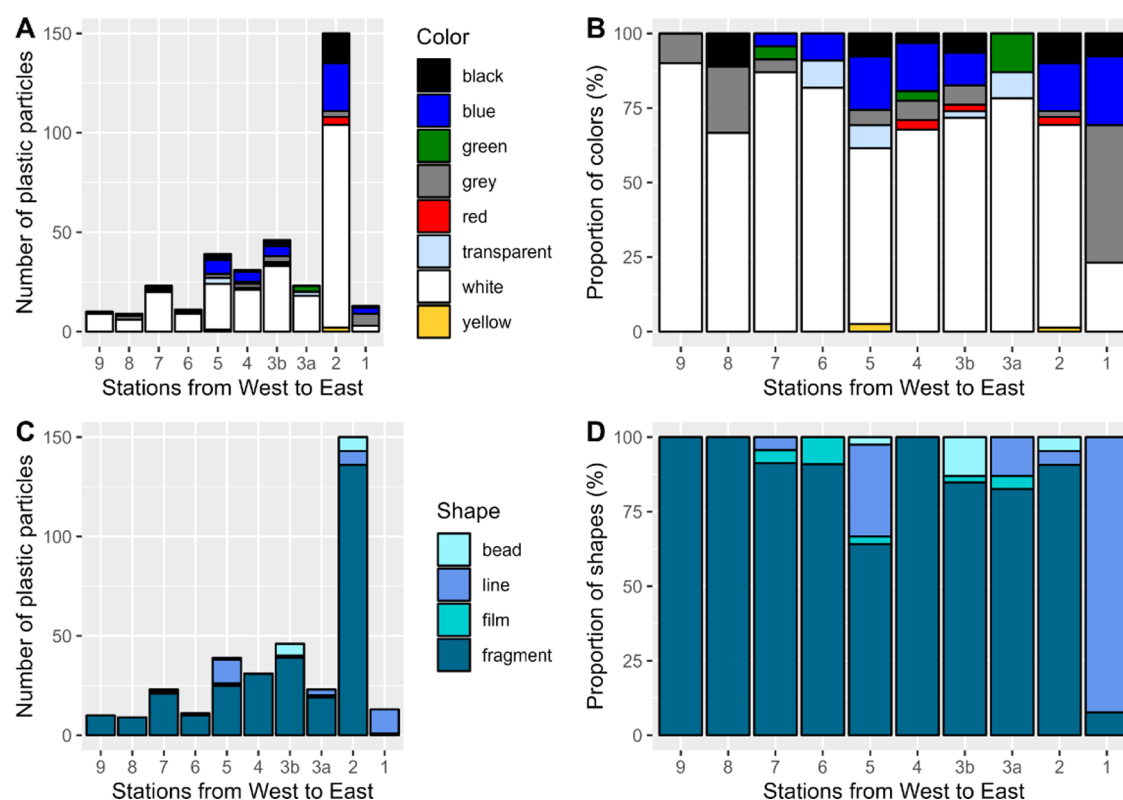 A
Number of plastic particles
150
100
50
0
9 8 7 6 5 4 3b 3a 2 1
Stations from West to East
Color
black
blue
green
grey
red
transparent
white
yellow
B
Proportion of colors (%)
100
75
50
25
0
9 8 7 6 5 4 3b 3a 2 1
Stations from West to East
C
Number of plastic particles
150
100
50
0
9 8 7 6 5 4 3b 3a 2 1
Stations from West to East
Shape
bead
line
film
fragment
D
Proportion of shapes (%)
100
75
50
25
0
9 8 7 6 5 4 3b 3a 2 1
Stations from West to East